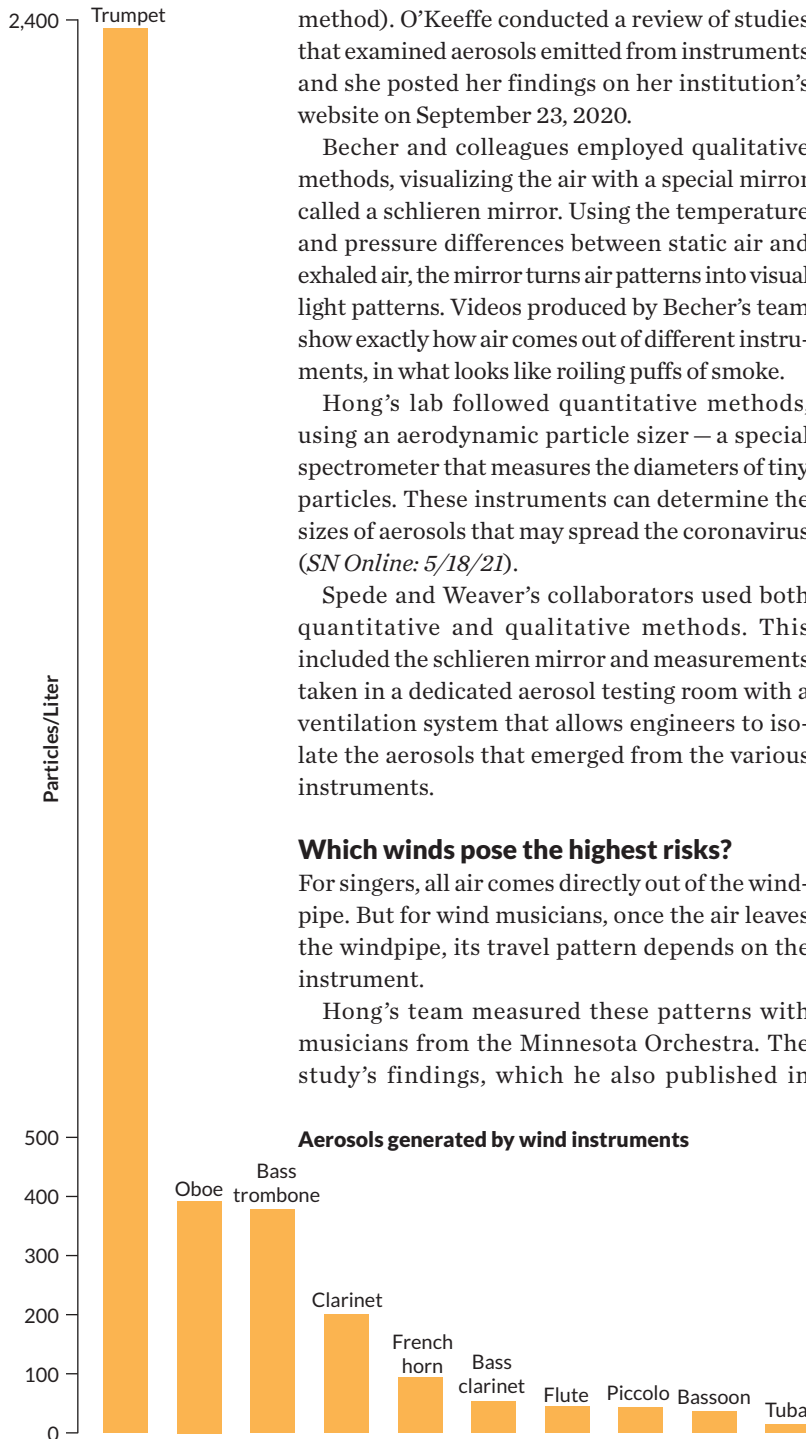 method). O’Keeffe conducted a review of studies
that examined aerosols emitted from instruments
and she posted her findings on her institution’s
website on September 23, 2020.
Becher and colleagues employed qualitative
methods, visualizing the air with a special mirror
called a schlieren mirror. Using the temperature
and pressure differences between static air and
exhaled air, the mirror turns air patterns into visual
light patterns. Videos produced by Becher’s team
show exactly how air comes out of different instru-
ments, in what looks like roiling puffs of smoke.
Hong’s lab followed quantitative methods,
using an aerodynamic particle sizer — a special
spectrometer that measures the diameters of tiny
particles. These instruments can determine the
sizes of aerosols that may spread the coronavirus
(SN Online: 5/18/21).
Spede and Weaver’s collaborators used both
quantitative and qualitative methods. This
included the schlieren mirror and measurements
taken in a dedicated aerosol testing room with a
ventilation system that allows engineers to iso-
late the aerosols that emerged from the various
instruments.
Which winds pose the highest risks?
For singers, all air comes directly out of the wind-
pipe. But for wind musicians, once the air leaves
the windpipe, its travel pattern depends on the
instrument.
Hong’s team measured these patterns with
musicians from the Minnesota Orchestra. The
study’s findings, which he also published in
Aerosols generated by wind instruments
Particles/Liter
2,400
500
400
300
200
100
0
Trumpet
Oboe
Bass
trombone
Clarinet
French
horn
Bass
clarinet
Flute
Piccolo
Bassoon
Tuba